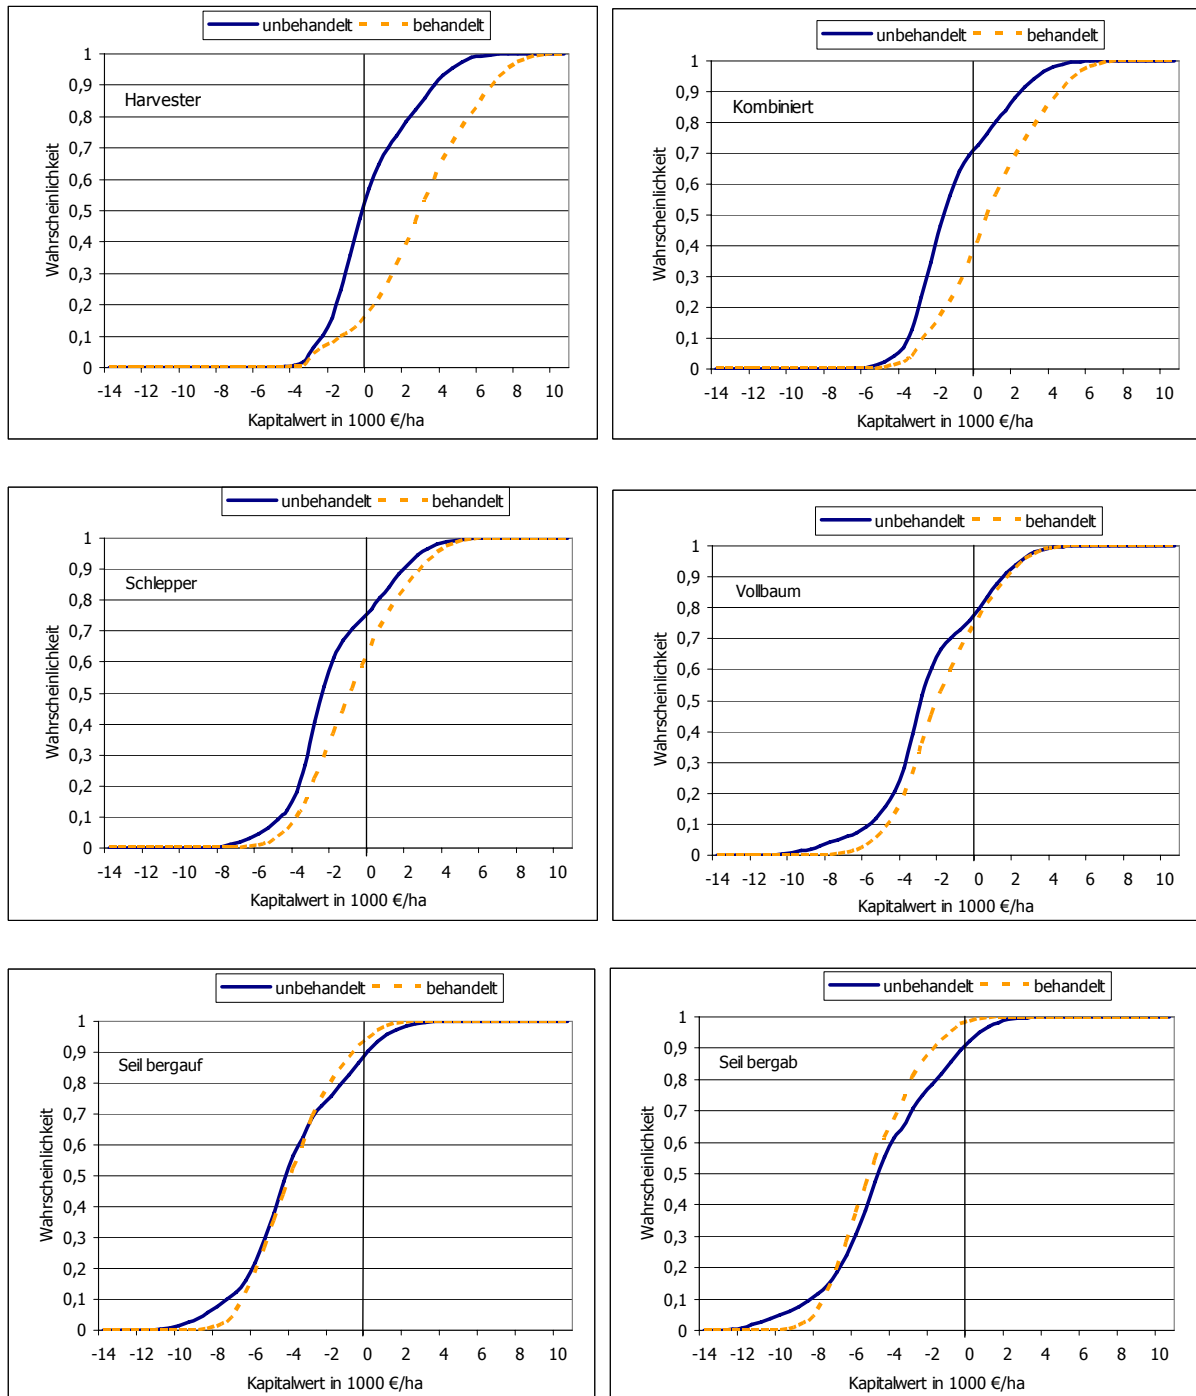 unbehandelt behandelt
Harvester
Wahrscheinlichkeit
1
0,9
0,8
0,7
0,6
0,5
0,4
0,3
0,2
0,1
0
-14 -12 -10 -8 -6 -4 -2 0 2 4 6 8 10
Kapitalwert in 1000 €/ha
unbehandelt behandelt
Kombiniert
Wahrscheinlichkeit
1
0,9
0,8
0,7
0,6
0,5
0,4
0,3
0,2
0,1
0
-14 -12 -10 -8 -6 -4 -2 0 2 4 6 8 10
Kapitalwert in 1000 €/ha
unbehandelt behandelt
Schlepper
Wahrscheinlichkeit
1
0,9
0,8
0,7
0,6
0,5
0,4
0,3
0,2
0,1
0
-14 -12 -10 -8 -6 -4 -2 0 2 4 6 8 10
Kapitalwert in 1000 €/ha
unbehandelt behandelt
Vollbaum
Wahrscheinlichkeit
1
0,9
0,8
0,7
0,6
0,5
0,4
0,3
0,2
0,1
0
-14 -12 -10 -8 -6 -4 -2 0 2 4 6 8 10
Kapitalwert in 1000 €/ha
unbehandelt behandelt
Seil bergauf
Wahrscheinlichkeit
1
0,9
0,8
0,7
0,6
0,5
0,4
0,3
0,2
0,1
0
-14 -12 -10 -8 -6 -4 -2 0 2 4 6 8 10
Kapitalwert in 1000 €/ha
unbehandelt behandelt
Seil bergab
Wahrscheinlichkeit
1
0,9
0,8
0,7
0,6
0,5
0,4
0,3
0,2
0,1
0
-14 -12 -10 -8 -6 -4 -2 0 2 4 6 8 10
Kapitalwert in 1000 €/ha